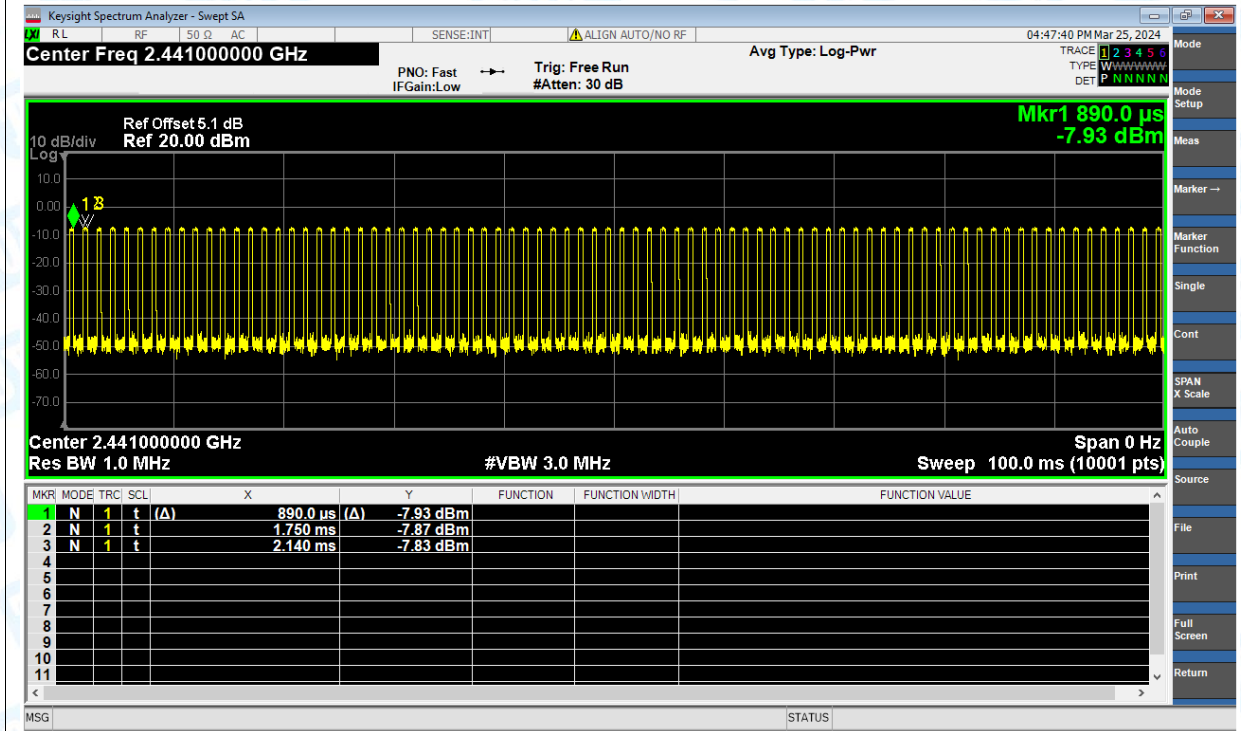 Keysight Spectrum Analyzer - Swept SA
LXI RL RF 50 Ω AC SENSE:INT ALIGN AUTO/NO RF 04:47:40 PM Mar 25, 2024
Center Freq 2.441000000 GHz Avg Type: Log-Pwr TRACE 1 2 3 4 5 6
PNO: Fast Trig: Free Run TYPE WWWWWW
IFGain:Low #Atten: 30 dB DET P N N N N N
Ref Offset 5.1 dB Mkr1 890.0 µs
10 dB/div Ref 20.00 dBm -7.93 dBm
Log
10.0
0.00
1 2 3
-10.0
-20.0
-30.0
-40.0
-50.0
-60.0
-70.0
Center 2.441000000 GHz Span 0 Hz
Res BW 1.0 MHz #VBW 3.0 MHz Sweep 100.0 ms (10001 pts)
MKR MODE TRC SCL X Y FUNCTION FUNCTION WIDTH FUNCTION VALUE
1 N 1 t (Δ) 890.0 µs (Δ) -7.93 dBm
2 N 1 t 1.750 ms -7.87 dBm
3 N 1 t 2.140 ms -7.83 dBm
4
5
6
7
8
9
10
11
MSG STATUS
Mode
Mode
Setup
Meas
Marker →
Marker
Function
Single
Cont
SPAN
X Scale
Auto
Couple
Source
File
Print
Full
Screen
Return